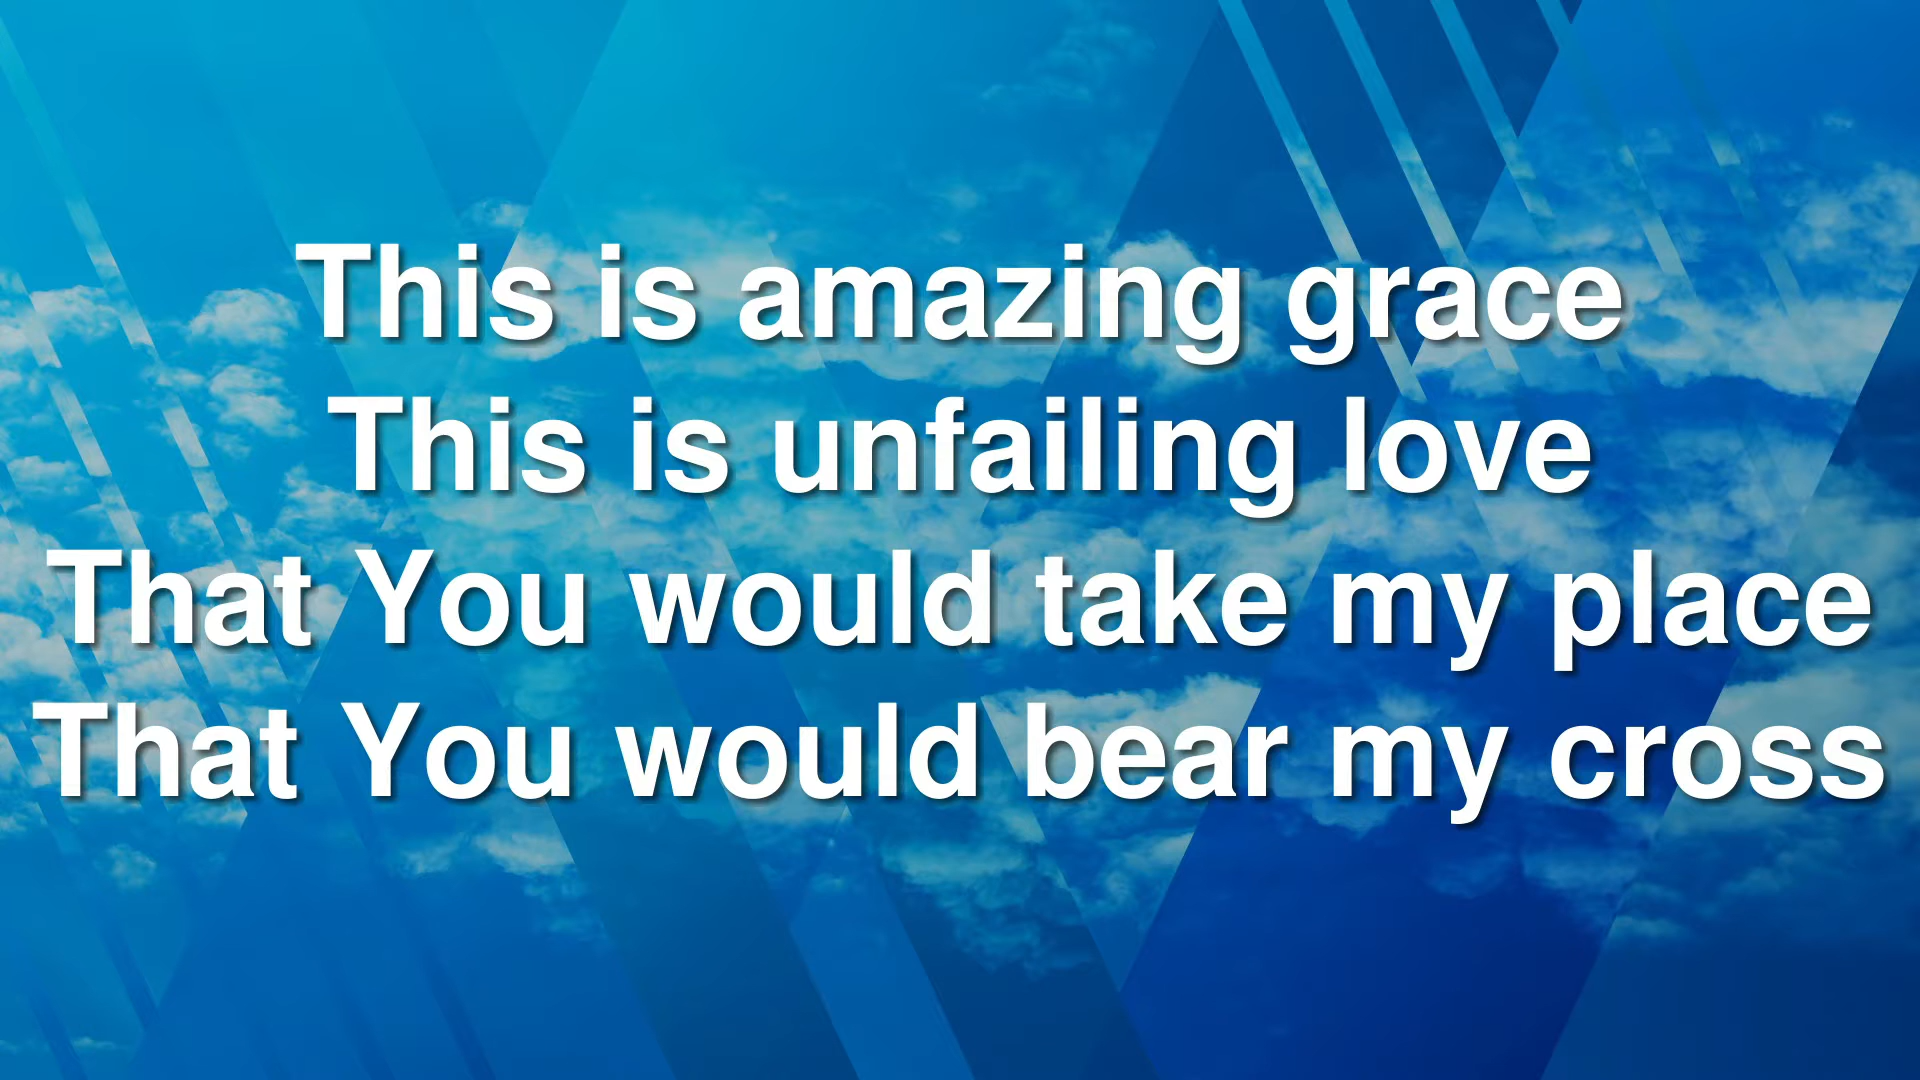 This is amazing grace
This is unfailing love
That You would take my place
That You would bear my cross